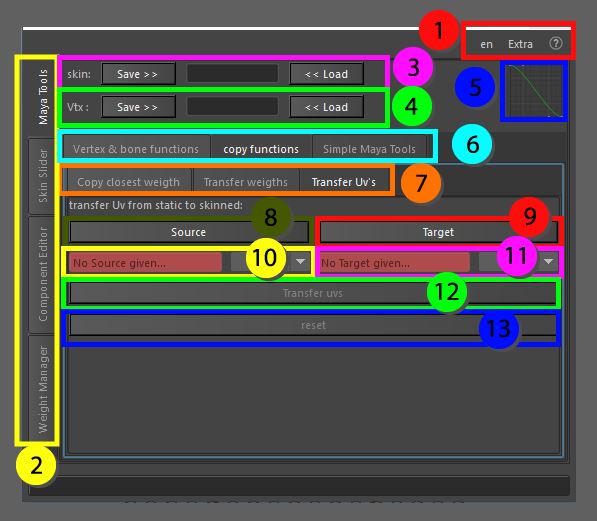 1
en Extra ?
Maya Tools
Skin Slider
Component Editor
Weight Manager
2
skin: Save >> << Load
3
Vtx : Save >> << Load
4
5
Vertex & bone functions copy functions Simple Maya Tools
6
Copy closest weigth Transfer weigths Transfer Uv's
7
transfer Uv from static to skinned:
8
9
Source Target
No Source given... No Target given...
10
11
Transfer uvs
12
reset
13